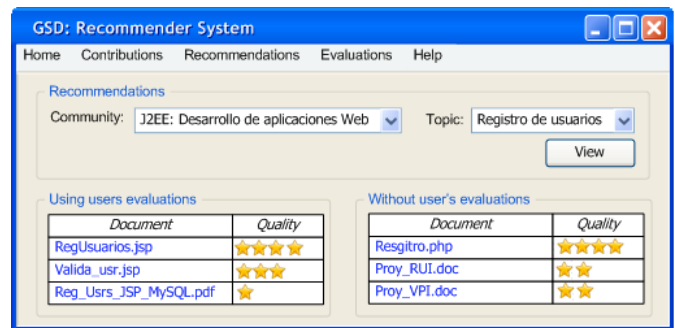 GSD: Recommender System
Home Contributions Recommendations Evaluations Help
Recommendations
Community: J2EE: Desarrollo de aplicaciones Web Topic: Registro de usuarios
View
Using users evaluations
Document Quality
RegUsuarios.jsp
Valida_usr.jsp
Reg_Usrs_JSP_MySQL.pdf
Without user's evaluations
Document Quality
Resgitro.php
Proy_RUI.doc
Proy_VPI.doc